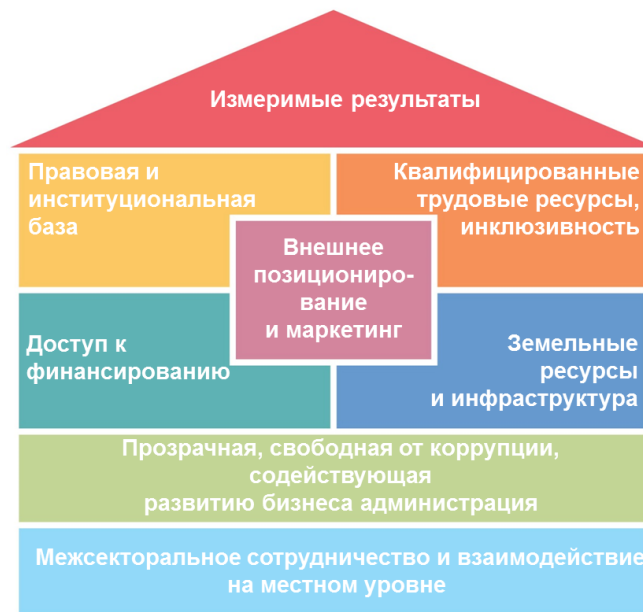 Измеримые результаты
Правовая и
институциональная
база
Квалифицированные
трудовые ресурсы,
инклюзивность
Внешнее
позициониро-
вание
и маркетинг
Доступ к
финансированию
Земельные
ресурсы
и инфраструктура
Прозрачная, свободная от коррупции,
содействующая
развитию бизнеса администрация
Межсекторальное сотрудничество и взаимодействие
на местном уровне